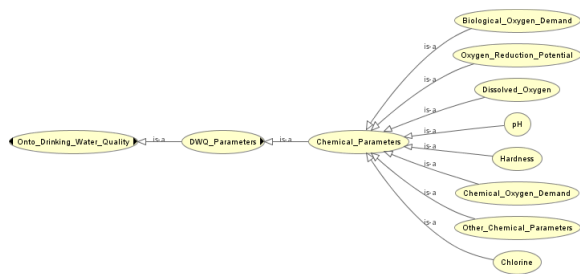 Biological_Oxygen_Demand
is-a
Oxygen_Reduction_Potential
is-a
Dissolved_Oxygen
is-a
pH
is-a
Onto_Drinking_Water_Quality
is-a
DWQ_Parameters
is-a
Chemical_Parameters
is-a
Hardness
is-a
Chemical_Oxygen_Demand
is-a
Other_Chemical_Parameters
is-a
Chlorine